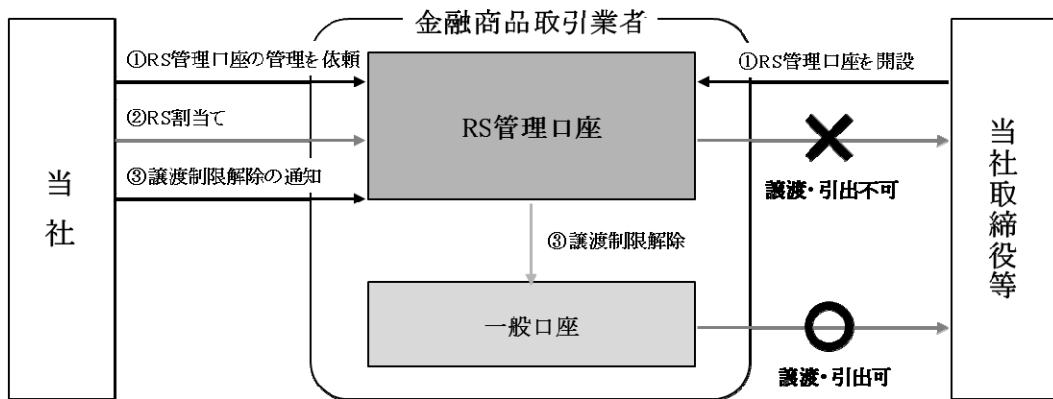 金融商品取引業者
①RS管理口座の管理を依頼
①RS管理口座を開設
②RS割当て
RS管理口座
③譲渡制限解除の通知
譲渡・引出不可
当社
当社取締役等
③譲渡制限解除
一般口座
譲渡・引出可